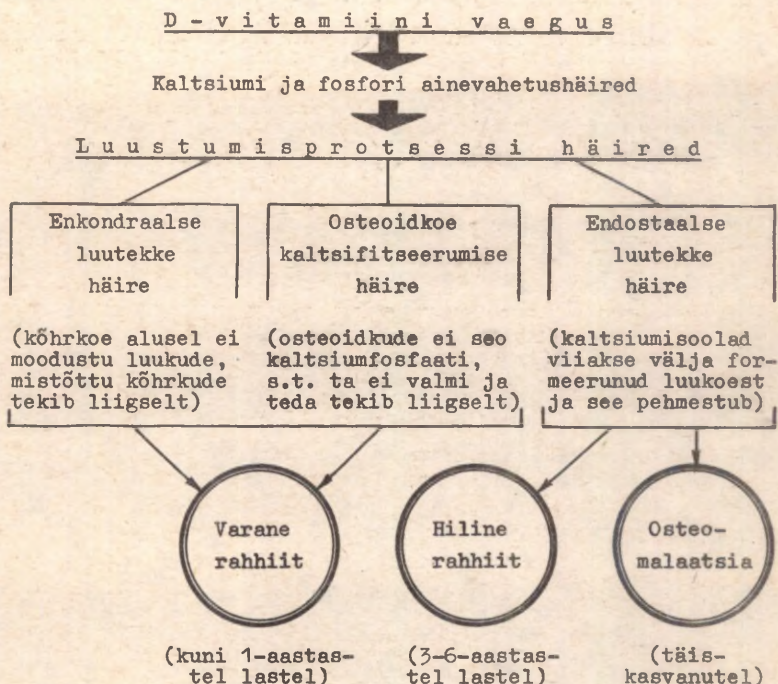 D-vitamiini vaegus
Kaltsiumi ja fosfori ainevahetushäired
Luustumisprotsessi häired
Enkondraalse
luutekke
häire
(kõhrkoe alusel ei
moodustu luukude,
mistõttu kõhrkude
tekib liigselt)
Osteoidkoe
kaltsifitseerumise
häire
(osteoidkude ei seo
kaltsiumfosfaati,
s.t. ta ei valmi ja
teda tekib liigselt)
Endostaalse
luutekke
häire
(kaltsiumisoolad
viiakse välja for-
meerunud luukoest
ja see pehmestub)
Varane
rahhiit
(kuni 1-aastas-
tel lastel)
Hiline
rahhiit
(3-6-aastas-
tel lastel)
Osteo-
malaatsia
(täis-
kasvanutel)